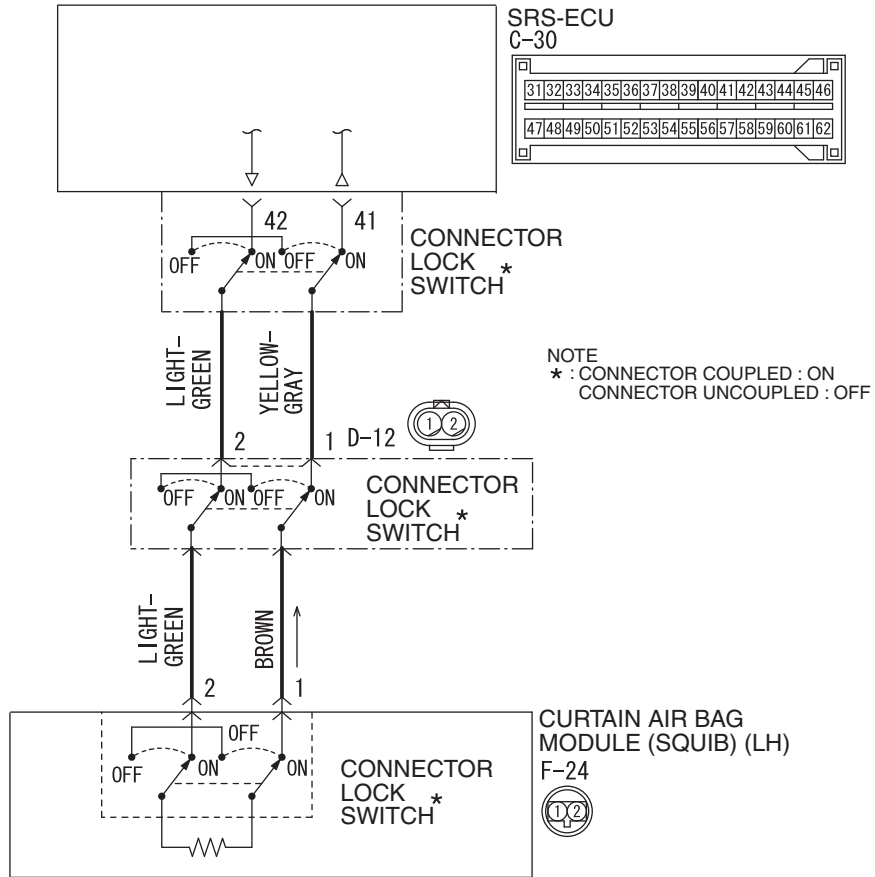 SRS-ECU
C-30
31 32 33 34 35 36 37 38 39 40 41 42 43 44 45 46
47 48 49 50 51 52 53 54 55 56 57 58 59 60 61 62
42 41
OFF ON OFF ON
CONNECTOR
LOCK
SWITCH*
LIGHT-
GREEN
YELLOW-
GRAY
NOTE
* : CONNECTOR COUPLED : ON
CONNECTOR UNCOUPLED : OFF
2 1 D-12
1 2
OFF ON OFF ON
CONNECTOR
LOCK
SWITCH*
LIGHT-
GREEN
BROWN
2 1
CURTAIN AIR BAG
MODULE (SQUIB) (LH)
F-24
1 2
OFF ON OFF ON
CONNECTOR
LOCK
SWITCH*